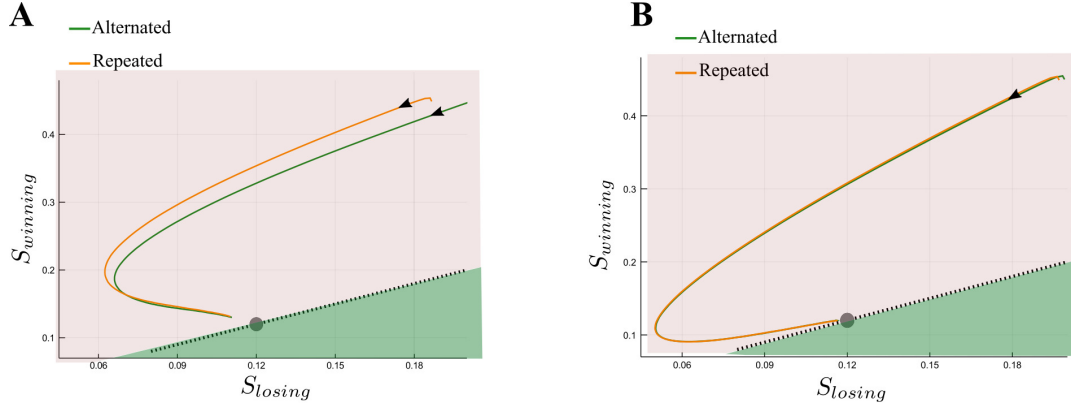 A
Alternated
Repeated
S_winning
0.4
0.3
0.2
0.1
0.06
0.09
0.12
0.15
0.18
S_losing
B
Alternated
Repeated
S_winning
0.4
0.3
0.2
0.1
0.06
0.09
0.12
0.15
0.18
S_losing